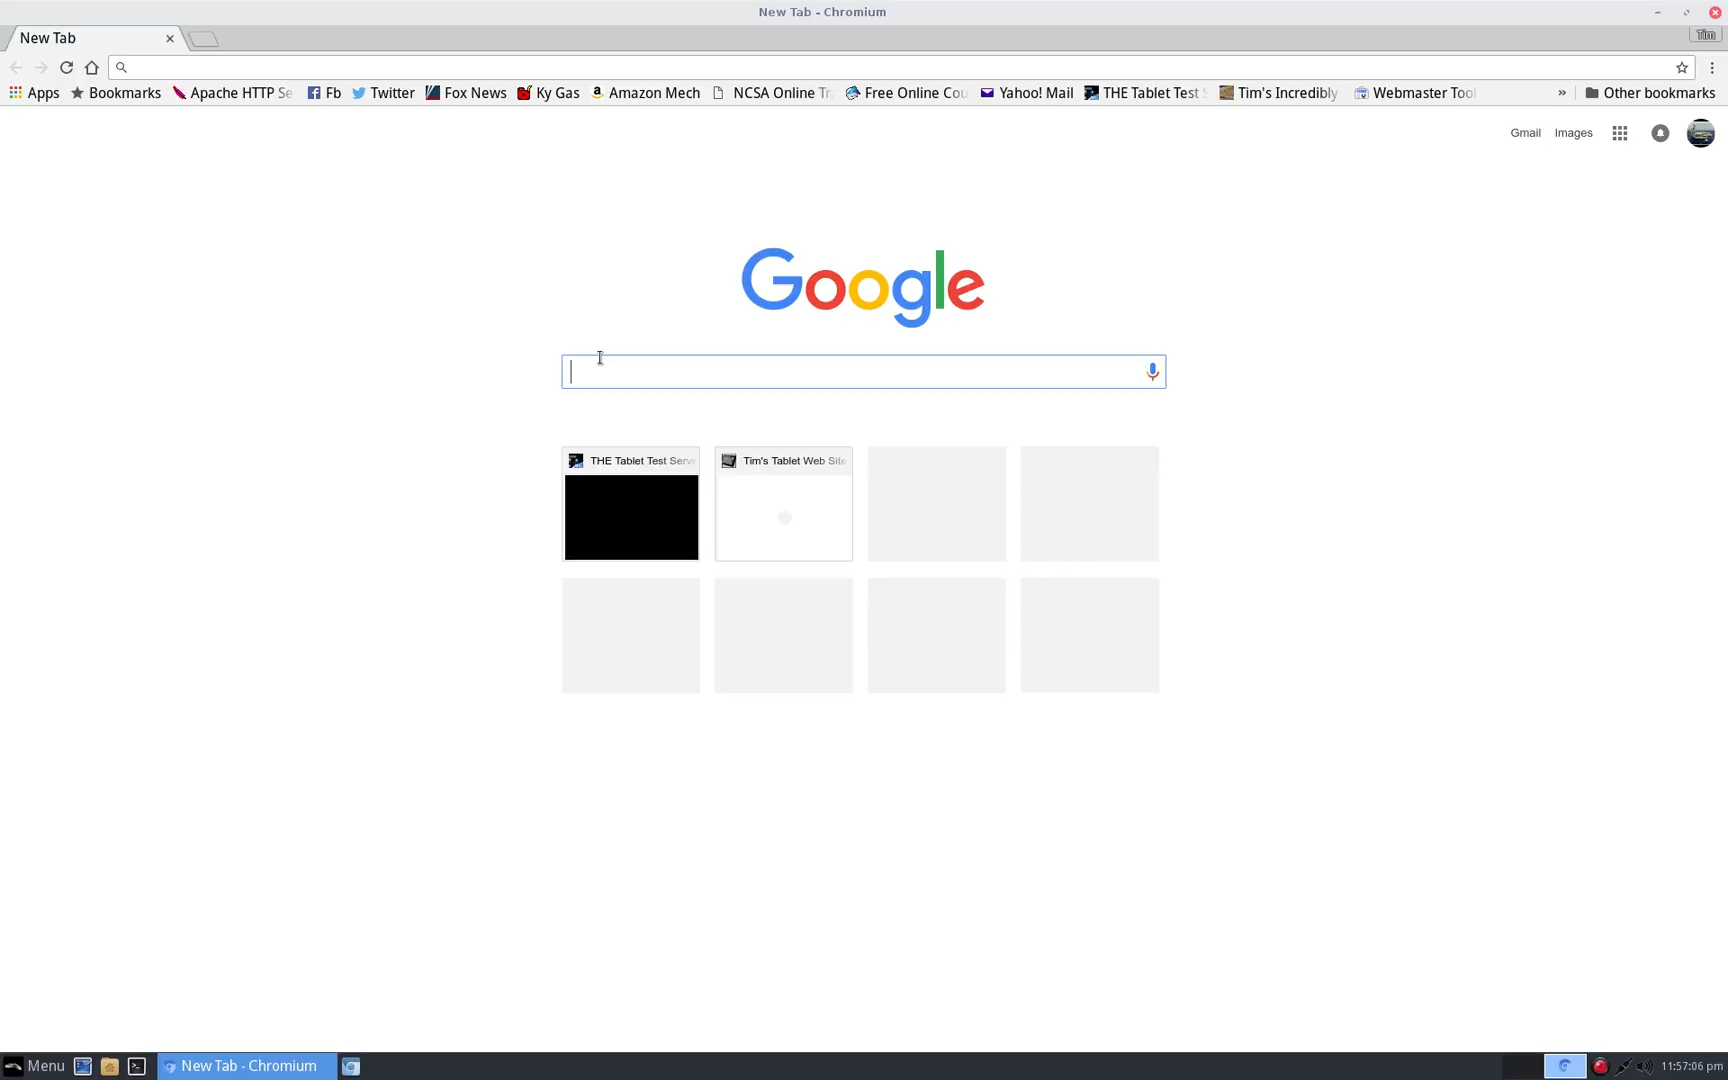 New Tab - Chromium
New Tab
Tim
Apps Bookmarks Apache HTTP Se Fb Twitter Fox News Ky Gas Amazon Mech NCSA Online Tr Free Online Cou Yahoo! Mail THE Tablet Test S Tim's Incredibly Webmaster Tool » Other bookmarks
Gmail Images
Google
THE Tablet Test Serve Tim's Tablet Web Site
Menu New Tab - Chromium 11:57:06 pm